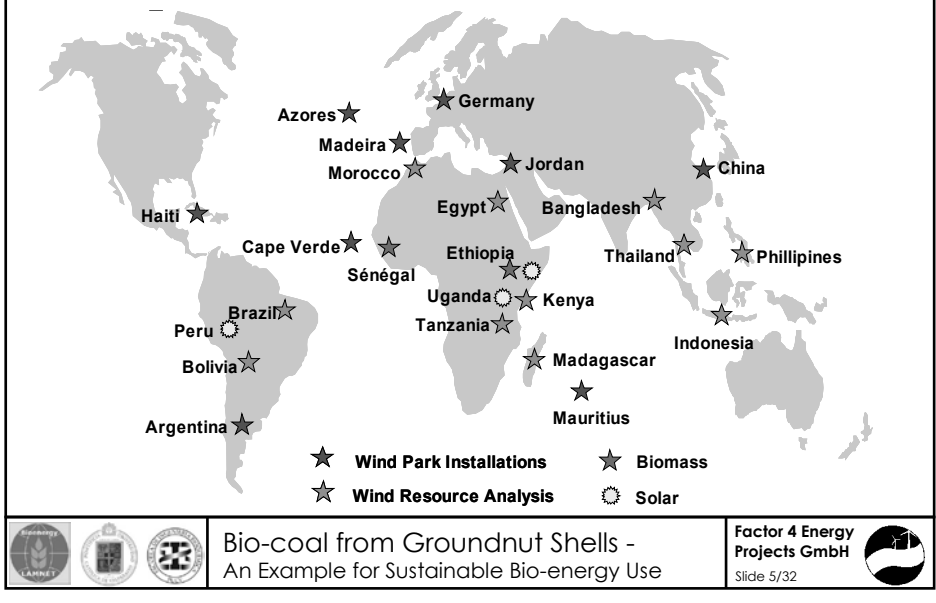 Germany
Azores
Madeira
Jordan
Morocco
China
Egypt
Bangladesh
Haiti
Cape Verde
Ethiopia
Thailand
Phillipines
Sénégal
Uganda
Kenya
Brazil
Tanzania
Peru
Indonesia
Madagascar
Bolivia
Mauritius
Argentina
Wind Park Installations
Biomass
Wind Resource Analysis
Solar
LAMNET
Bio-coal from Groundnut Shells -
An Example for Sustainable Bio-energy Use
Factor 4 Energy
Projects GmbH
Slide 5/32